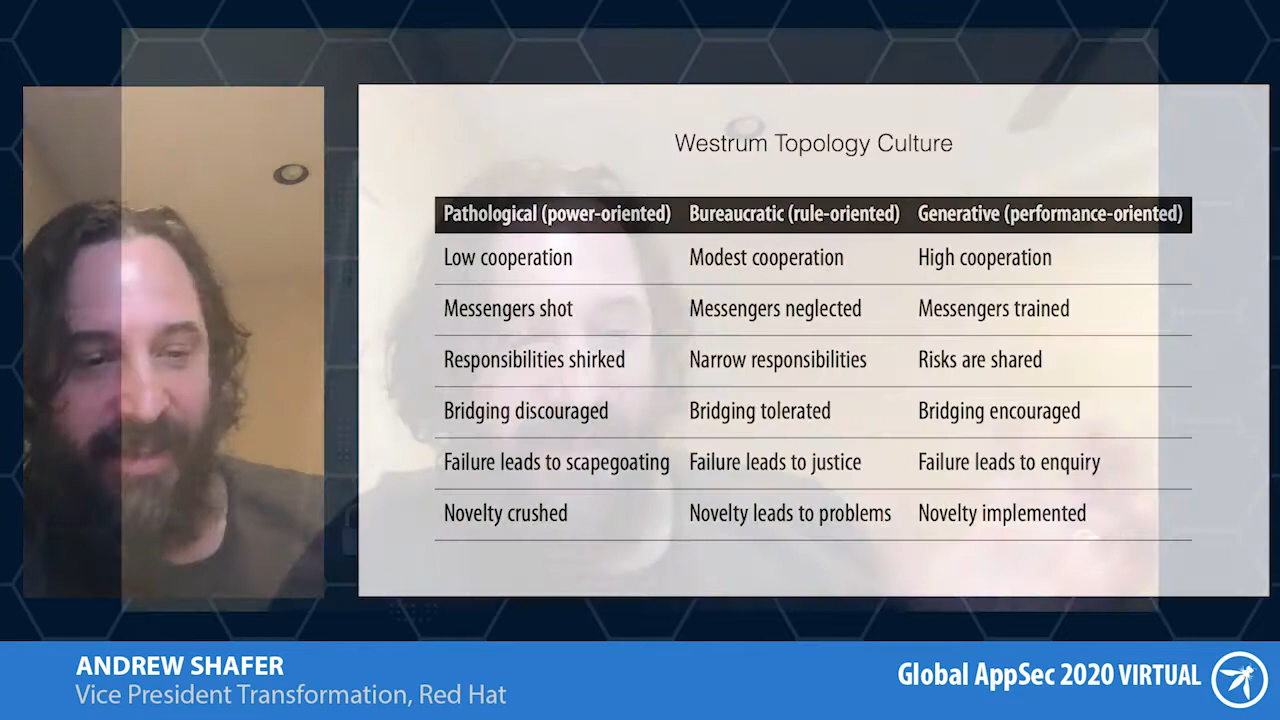 Westrum Topology Culture
Pathological (power-oriented) Bureaucratic (rule-oriented) Generative (performance-oriented)
Low cooperation Modest cooperation High cooperation
Messengers shot Messengers neglected Messengers trained
Responsibilities shirked Narrow responsibilities Risks are shared
Bridging discouraged Bridging tolerated Bridging encouraged
Failure leads to scapegoating Failure leads to justice Failure leads to enquiry
Novelty crushed Novelty leads to problems Novelty implemented
ANDREW SHAFER
Vice President Transformation, Red Hat
Global AppSec 2020 VIRTUAL